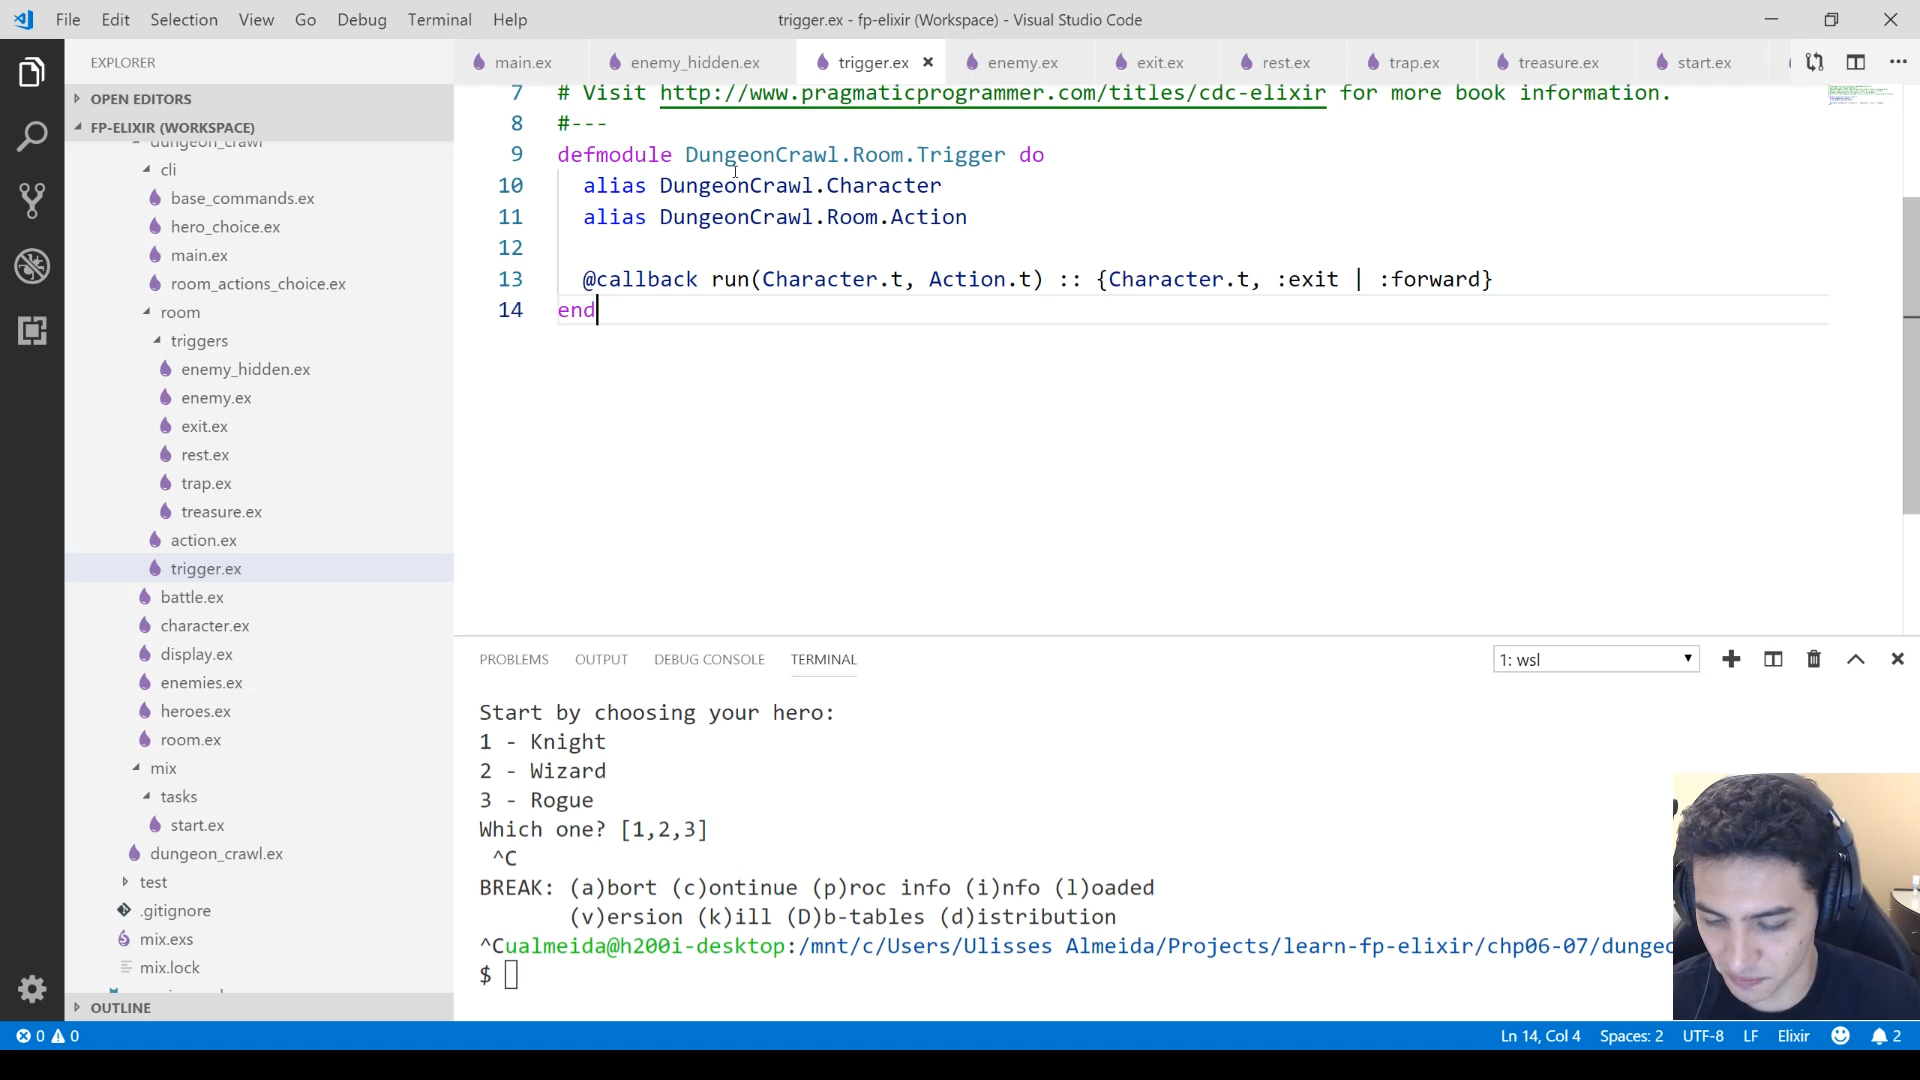 File Edit Selection View Go Debug Terminal Help
trigger.ex - fp-elixir (Workspace) - Visual Studio Code
EXPLORER
OPEN EDITORS
FP-ELIXIR (WORKSPACE)
dungeon_crawl
cli
base_commands.ex
hero_choice.ex
main.ex
room_actions_choice.ex
room
triggers
enemy_hidden.ex
enemy.ex
exit.ex
rest.ex
trap.ex
treasure.ex
action.ex
trigger.ex
battle.ex
character.ex
display.ex
enemies.ex
heroes.ex
room.ex
mix
tasks
start.ex
dungeon_crawl.ex
test
.gitignore
mix.exs
mix.lock
OUTLINE
main.ex enemy_hidden.ex trigger.ex enemy.ex exit.ex rest.ex trap.ex treasure.ex start.ex
7 # Visit http://www.pragmaticprogrammer.com/titles/cdc-elixir for more book information.
8 #---
9 defmodule DungeonCrawl.Room.Trigger do
10 alias DungeonCrawl.Character
11 alias DungeonCrawl.Room.Action
12
13 @callback run(Character.t, Action.t) :: {Character.t, :exit | :forward}
14 end
PROBLEMS OUTPUT DEBUG CONSOLE TERMINAL
1: wsl
Start by choosing your hero:
1 - Knight
2 - Wizard
3 - Rogue
Which one? [1,2,3]
^C
BREAK: (a)bort (c)ontinue (p)roc info (i)nfo (l)oaded
(v)ersion (k)ill (D)b-tables (d)istribution
^Cualmeida@h200i-desktop:/mnt/c/Users/Ulisses Almeida/Projects/learn-fp-elixir/chp06-07/dungeo
$
0 0
Ln 14, Col 4 Spaces: 2 UTF-8 LF Elixir 2